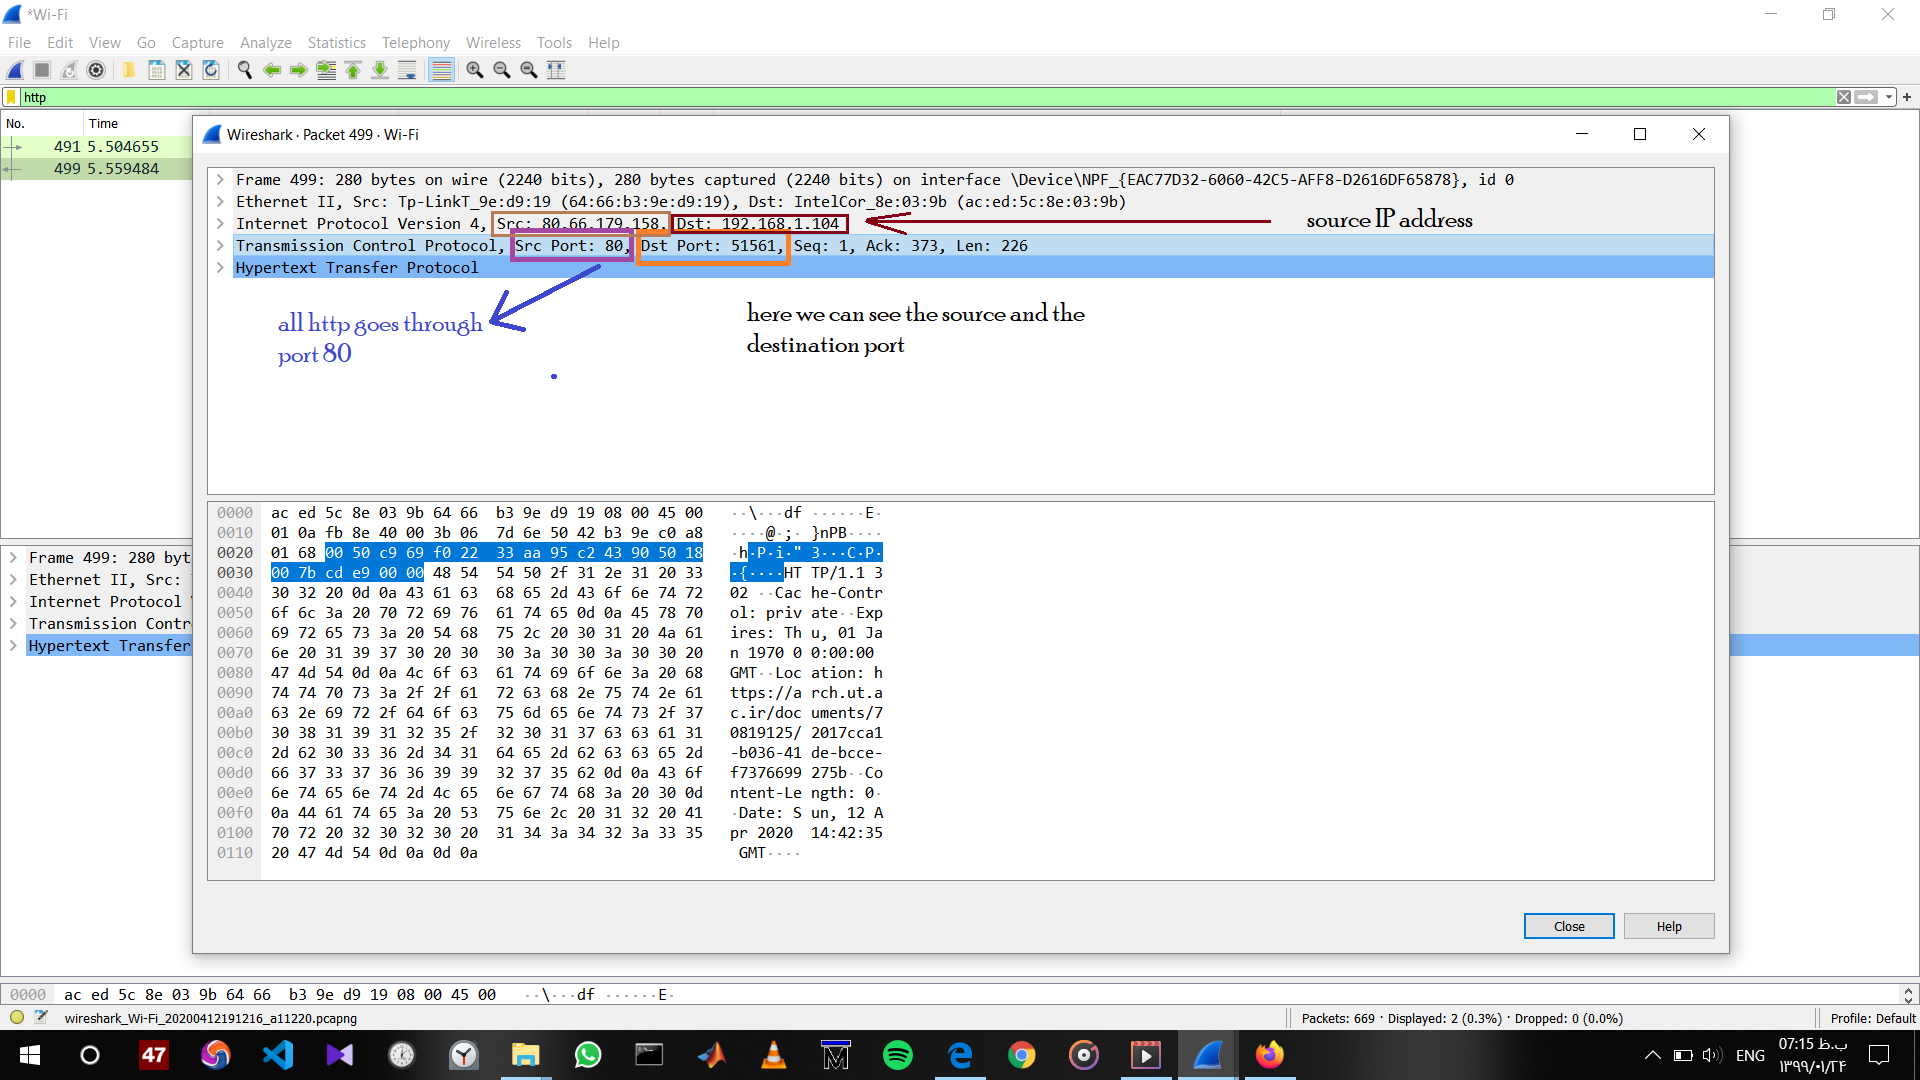 *Wi-Fi
File Edit View Go Capture Analyze Statistics Telephony Wireless Tools Help
http
No. Time
491 5.504655
499 5.559484
Wireshark · Packet 499 · Wi-Fi
Frame 499: 280 bytes on wire (2240 bits), 280 bytes captured (2240 bits) on interface \Device\NPF_{EAC77D32-6060-42C5-AFF8-D2616DF65878}, id 0
Ethernet II, Src: Tp-LinkT_9e:d9:19 (64:66:b3:9e:d9:19), Dst: IntelCor_8e:03:9b (ac:ed:5c:8e:03:9b)
Internet Protocol Version 4, Src: 80.66.179.158, Dst: 192.168.1.104
source IP address
Transmission Control Protocol, Src Port: 80, Dst Port: 51561, Seq: 1, Ack: 373, Len: 226
Hypertext Transfer Protocol
all http goes through
port 80
here we can see the source and the
destination port
0000 ac ed 5c 8e 03 9b 64 66 b3 9e d9 19 08 00 45 00 ··\···df ······E·
0010 01 0a fb 8e 40 00 3b 06 7d 6e 50 42 b3 9e c0 a8 ····@·;· }nPB····
0020 01 68 00 50 c9 69 f0 22 33 aa 95 c2 43 90 50 18 ·h·P·i·" 3···C·P·
0030 00 7b cd e9 00 00 48 54 54 50 2f 31 2e 31 20 33 ·{····HT TP/1.1 3
0040 30 32 20 0d 0a 43 61 63 68 65 2d 43 6f 6e 74 72 02 ··Cac he-Contr
0050 6f 6c 3a 20 70 72 69 76 61 74 65 0d 0a 45 78 70 ol: priv ate··Exp
0060 69 72 65 73 3a 20 54 68 75 2c 20 30 31 20 4a 61 ires: Th u, 01 Ja
0070 6e 20 31 39 37 30 20 30 30 3a 30 30 3a 30 30 20 n 1970 0 0:00:00
0080 47 4d 54 0d 0a 4c 6f 63 61 74 69 6f 6e 3a 20 68 GMT··Loc ation: h
0090 74 74 70 73 3a 2f 2f 61 72 63 68 2e 75 74 2e 61 ttps://a rch.ut.a
00a0 63 2e 69 72 2f 64 6f 63 75 6d 65 6e 74 73 2f 37 c.ir/doc uments/7
00b0 30 38 31 39 31 32 35 2f 32 30 31 37 63 63 61 31 0819125/ 2017cca1
00c0 2d 62 30 33 36 2d 34 31 64 65 2d 62 63 63 65 2d -b036-41 de-bcce-
00d0 66 37 33 37 36 36 39 39 32 37 35 62 0d 0a 43 6f f7376699 275b··Co
00e0 6e 74 65 6e 74 2d 4c 65 6e 67 74 68 3a 20 30 0d ntent-Le ngth: 0·
00f0 0a 44 61 74 65 3a 20 53 75 6e 2c 20 31 32 20 41 ·Date: S un, 12 A
0100 70 72 20 32 30 32 30 20 31 34 3a 34 32 3a 33 35 pr 2020 14:42:35
0110 20 47 4d 54 0d 0a 0d 0a GMT····
Close Help
Frame 499: 280 byt
Ethernet II, Src:
Internet Protocol
Transmission Contro
Hypertext Transfer
0000 ac ed 5c 8e 03 9b 64 66 b3 9e d9 19 08 00 45 00 ··\···df ······E·
wireshark_Wi-Fi_20200412191216_a11220.pcapng Packets: 669 · Displayed: 2 (0.3%) · Dropped: 0 (0.0%) Profile: Default
47 M ENG 07:15 ب.ظ
۱۳۹۹/۰۱/۲۴